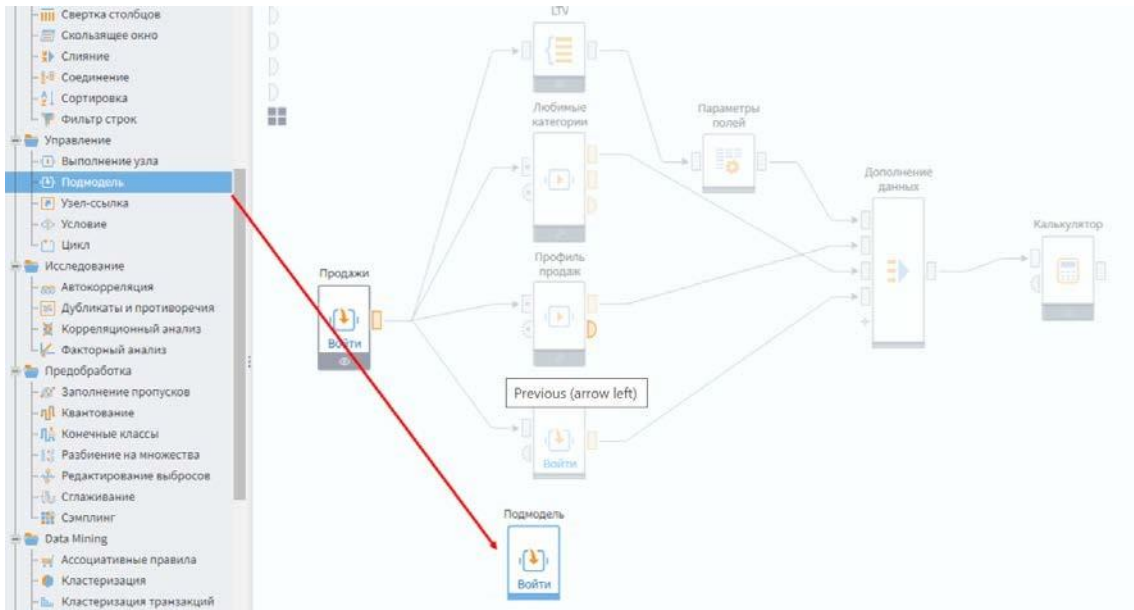 Свертка столбцов
Скользящее окно
Слияние
Соединение
Сортировка
Фильтр строк
Управление
Выполнение узла
Подмодель
Узел-ссылка
Условие
Цикл
Исследование
Автокорреляция
Дубликаты и противоречия
Корреляционный анализ
Факторный анализ
Предобработка
Заполнение пропусков
Квантование
Конечные классы
Разбиение на множества
Редактирование выбросов
Сглаживание
Сэмплинг
Data Mining
Ассоциативные правила
Кластеризация
Кластеризация транзакций
LTV
Любимые
категории
Параметры
полей
Дополнение
данных
Калькулятор
Профиль
продаж
Продажи
Войти
Previous (arrow left)
Войти
Подмодель
Войти